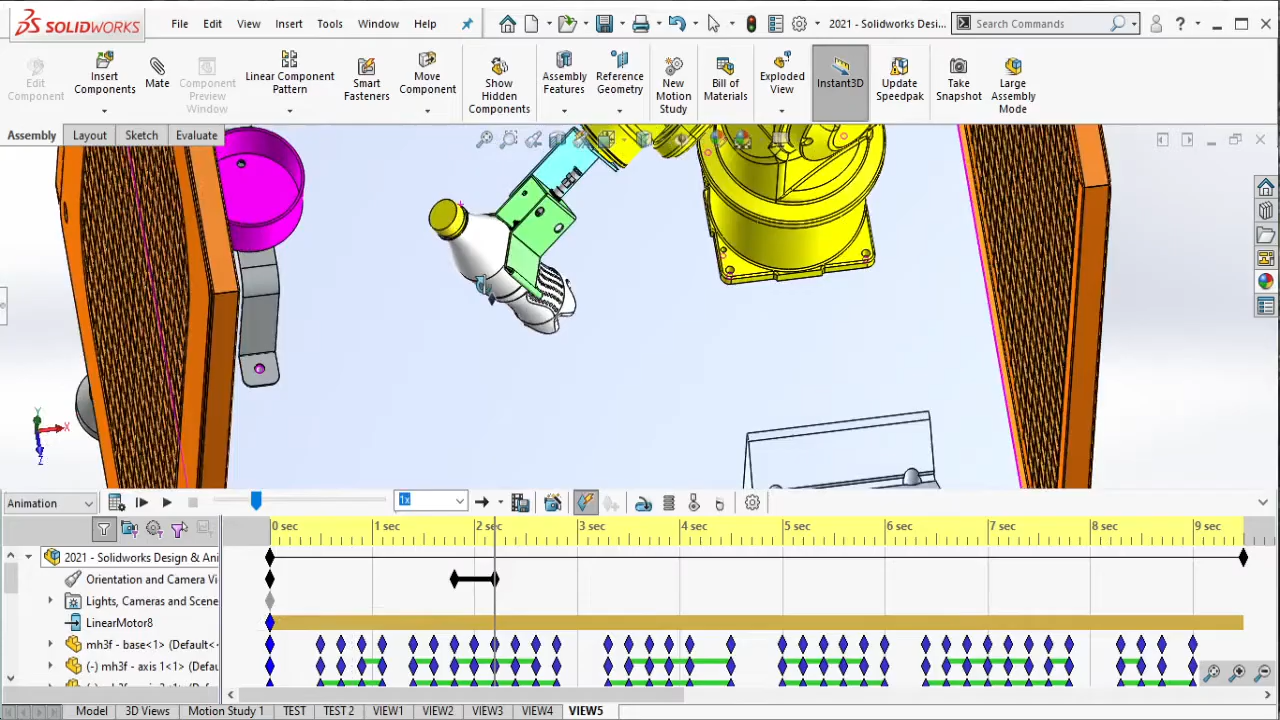 SOLIDWORKS File Edit View Insert Tools Window Help 2021 - Solidworks Desi... Search Commands
Edit Component
Insert Components
Mate
Component Preview Window
Linear Component Pattern
Smart Fasteners
Move Component
Show Hidden Components
Assembly Features
Reference Geometry
New Motion Study
Bill of Materials
Exploded View
Instant3D
Update Speedpak
Take Snapshot
Large Assembly Mode
Assembly Layout Sketch Evaluate
Y
X
Z
Animation 1x
0 sec 1 sec 2 sec 3 sec 4 sec 5 sec 6 sec 7 sec 8 sec 9 sec
2021 - Solidworks Design & Ani
Orientation and Camera Vi
Lights, Cameras and Scene
LinearMotor8
mh3f - base<1> (Default<
(-) mh3f - axis 1<1> (Defau
Model 3D Views Motion Study 1 TEST TEST 2 VIEW1 VIEW2 VIEW3 VIEW4 VIEW5